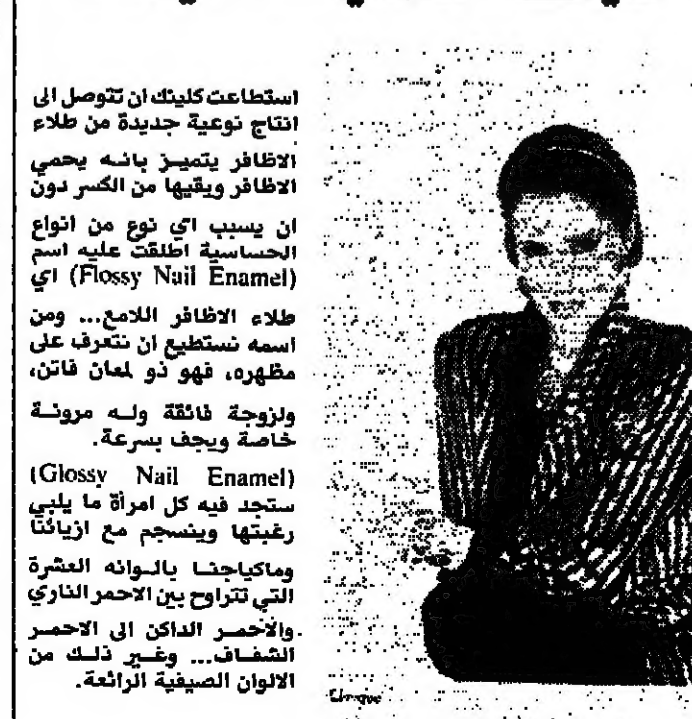 استطاعت كلينك ان تتوصل الى
انتاج نوعية جديدة من طلاء
الاظافر يتميز بانه يحمي
الاظافر ويقيها من الكسر دون
ان يسبب اي نوع من انواع
الحساسية اطلقت عليه اسم
(Flossy Nail Enamel) اي
طلاء الاظافر اللامع... ومن
اسمه نستطيع ان نتعرف على
مظهره، فهو ذو لمعان فاتن،
ولزوجة فائقة وله مرونة
خاصة ويجف بسرعة.
(Glossy Nail Enamel)
ستجد فيه كل امرأة ما يلبي
رغبتها وينسجم مع ازيائنا
وماكياجنا بالوانه العشرة
التي تتراوح بين الاحمر الناري
والاحمر الداكن الى الاحمر
الشفاف... وغير ذلك من
الالوان الصيفية الرائعة.